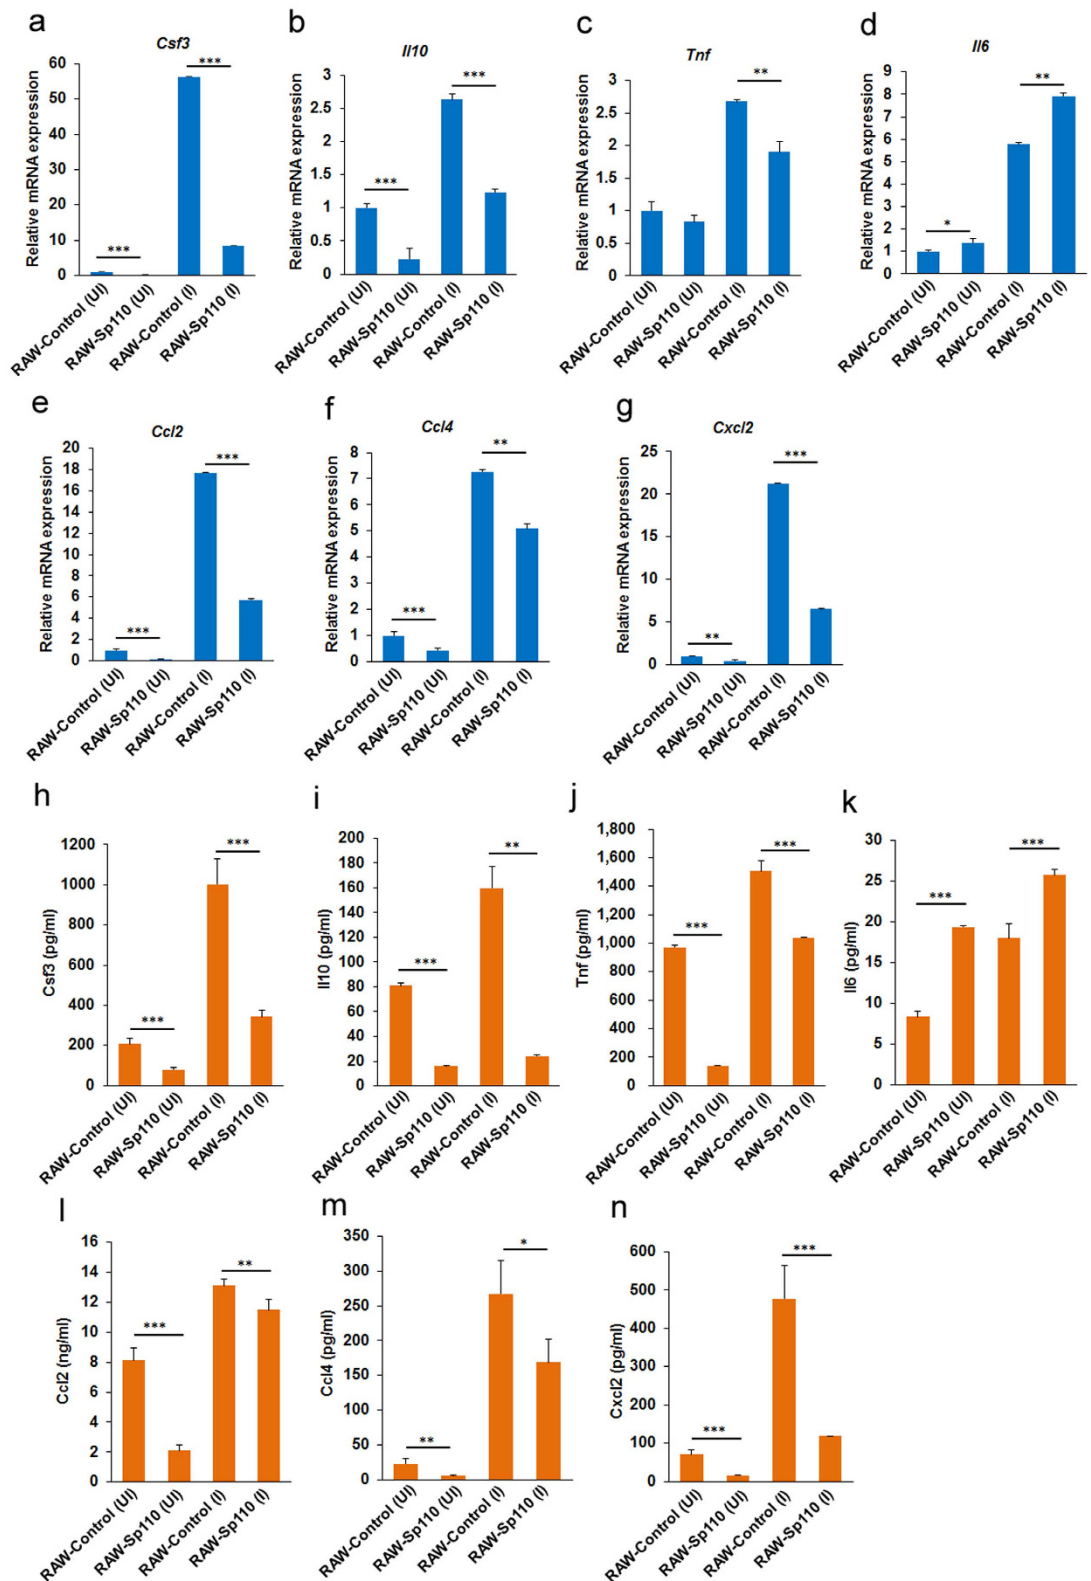 a
b
c
d
Csf3
Il10
Tnf
Il6
Relative mRNA expression
60
50
40
30
20
10
0
***
***
RAW-Control (UI)
RAW-Sp110 (UI)
RAW-Control (I)
RAW-Sp110 (I)
Relative mRNA expression
3
2.5
2
1.5
1
0.5
0
***
***
RAW-Control (UI)
RAW-Sp110 (UI)
RAW-Control (I)
RAW-Sp110 (I)
Relative mRNA expression
3
2.5
2
1.5
1
0.5
0
**
RAW-Control (UI)
RAW-Sp110 (UI)
RAW-Control (I)
RAW-Sp110 (I)
Relative mRNA expression
9
8
7
6
5
4
3
2
1
0
*
**
RAW-Control (UI)
RAW-Sp110 (UI)
RAW-Control (I)
RAW-Sp110 (I)
e
f
g
Ccl2
Ccl4
Cxcl2
Relative mRNA expression
20
18
16
14
12
10
8
6
4
2
0
***
***
RAW-Control (UI)
RAW-Sp110 (UI)
RAW-Control (I)
RAW-Sp110 (I)
Relative mRNA expression
8
7
6
5
4
3
2
1
0
***
**
RAW-Control (UI)
RAW-Sp110 (UI)
RAW-Control (I)
RAW-Sp110 (I)
Relative mRNA expression
25
20
15
10
5
0
**
***
RAW-Control (UI)
RAW-Sp110 (UI)
RAW-Control (I)
RAW-Sp110 (I)
h
i
j
k
Csf3 (pg/ml)
1200
1000
800
600
400
200
0
***
***
RAW-Control (UI)
RAW-Sp110 (UI)
RAW-Control (I)
RAW-Sp110 (I)
Il10 (pg/ml)
200
180
160
140
120
100
80
60
40
20
0
***
**
RAW-Control (UI)
RAW-Sp110 (UI)
RAW-Control (I)
RAW-Sp110 (I)
Tnf (pg/ml)
1,800
1,600
1,400
1,200
1,000
800
600
400
200
0
***
***
RAW-Control (UI)
RAW-Sp110 (UI)
RAW-Control (I)
RAW-Sp110 (I)
Il6 (pg/ml)
30
25
20
15
10
5
0
***
***
RAW-Control (UI)
RAW-Sp110 (UI)
RAW-Control (I)
RAW-Sp110 (I)
l
m
n
Ccl2 (ng/ml)
16
14
12
10
8
6
4
2
0
***
**
RAW-Control (UI)
RAW-Sp110 (UI)
RAW-Control (I)
RAW-Sp110 (I)
Ccl4 (pg/ml)
350
300
250
200
150
100
50
0
**
*
RAW-Control (UI)
RAW-Sp110 (UI)
RAW-Control (I)
RAW-Sp110 (I)
Cxcl2 (pg/ml)
600
500
400
300
200
100
0
***
***
RAW-Control (UI)
RAW-Sp110 (UI)
RAW-Control (I)
RAW-Sp110 (I)